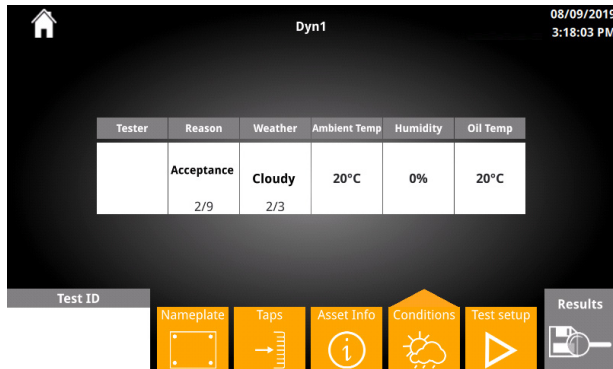 08/09/2019
Dyn1
3:18:03 PM
Tester Reason Weather Ambient Temp Humidity Oil Temp
Acceptance Cloudy 20°C 0% 20°C
2/9 2/3
Test ID
Results
Nameplate Taps Asset Info Conditions Test setup